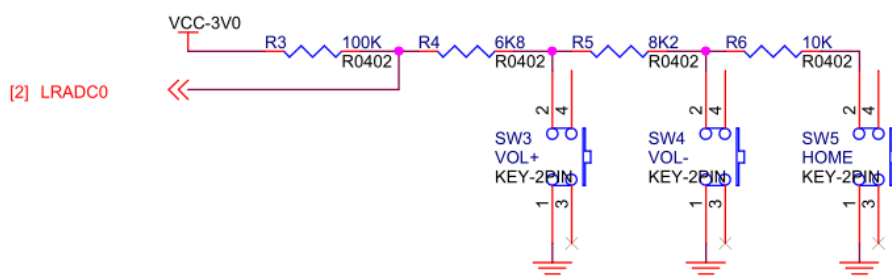 VCC-3V0
R3 100K R4 6K8 R5 8K2 R6 10K
R0402 R0402 R0402 R0402
[2] LRADC0
2 4 2 4 2 4
SW3 SW4 SW5
VOL+ VOL- HOME
KEY-2PIN KEY-2PIN KEY-2PIN
1 3 1 3 1 3